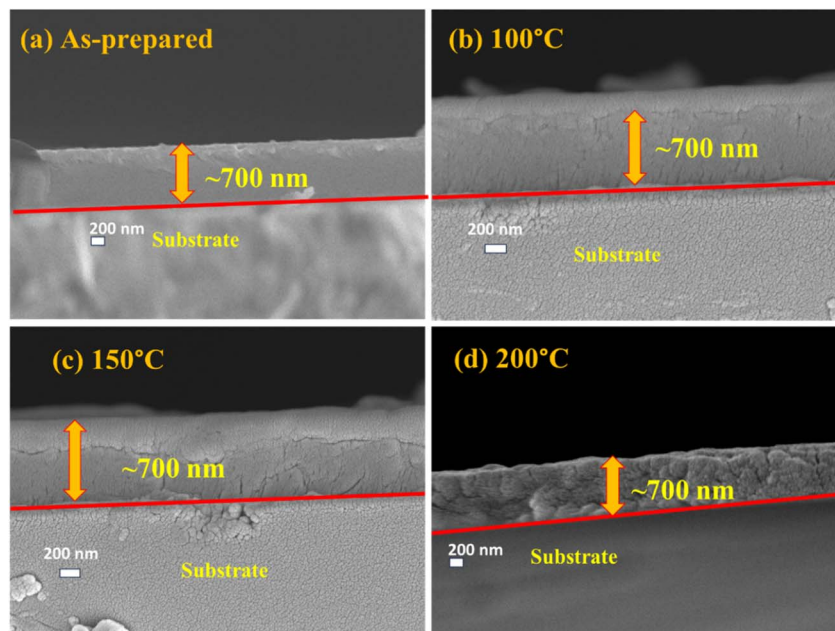 (a) As-prepared
~700 nm
200 nm
Substrate
(b) 100°C
~700 nm
200 nm
Substrate
(c) 150°C
~700 nm
200 nm
Substrate
(d) 200°C
~700 nm
200 nm
Substrate